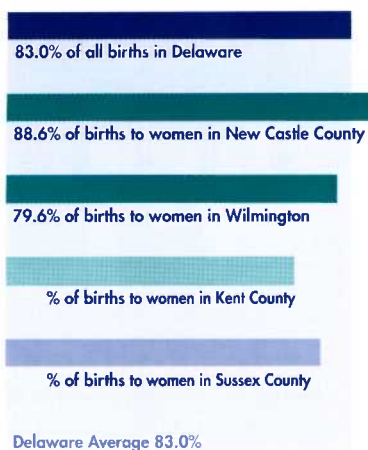 83.0% of all births in Delaware
88.6% of births to women in New Castle County
79.6% of births to women in Wilmington
% of births to women in Kent County
% of births to women in Sussex County
Delaware Average 83.0%